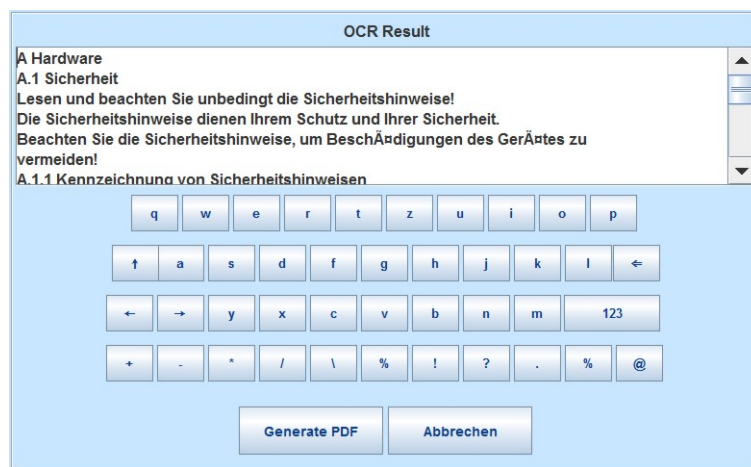 OCR Result
A Hardware
A.1 Sicherheit
Lesen und beachten Sie unbedingt die Sicherheitshinweise!
Die Sicherheitshinweise dienen Ihrem Schutz und Ihrer Sicherheit.
Beachten Sie die Sicherheitshinweise, um BeschÃ¤digungen des GerÃ¤tes zu
vermeiden!
A.1.1 Kennzeichnung von Sicherheitshinweisen
q w e r t z u i o p
↑ a s d f g h j k l ⇐
← → y x c v b n m 123
+ - * / \ % ! ? . % @
Generate PDF Abbrechen